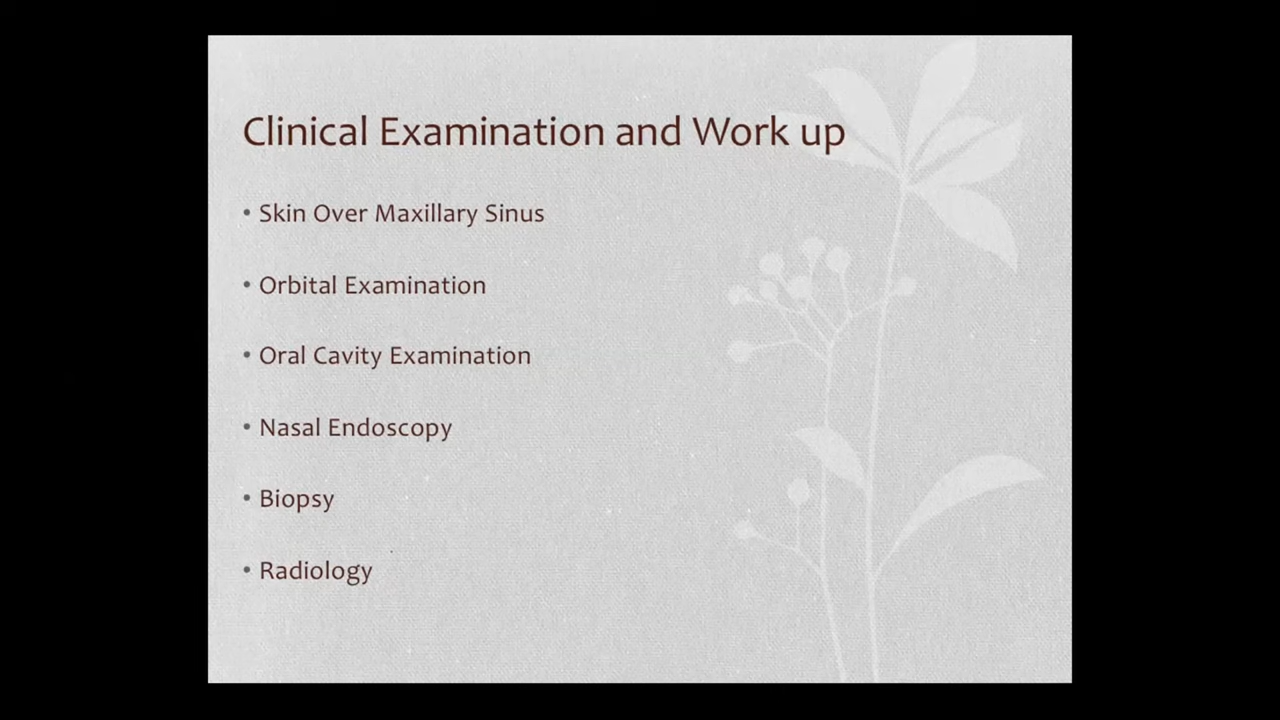 Clinical Examination and Work up
• Skin Over Maxillary Sinus
• Orbital Examination
• Oral Cavity Examination
• Nasal Endoscopy
• Biopsy
• Radiology